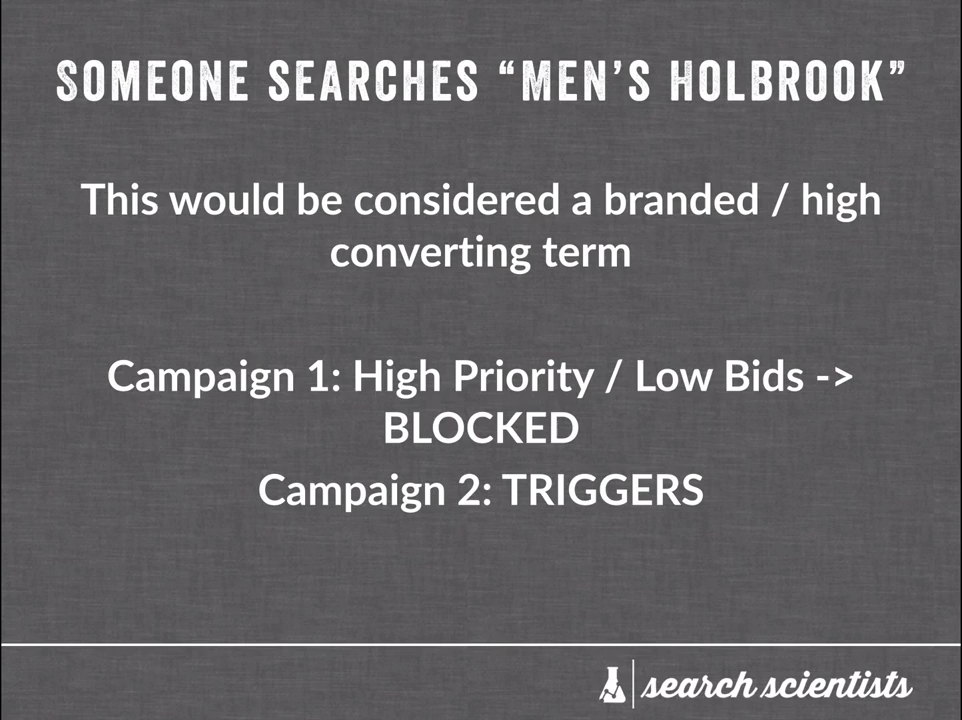 SOMEONE SEARCHES “MEN’S HOLBROOK”
This would be considered a branded / high
converting term
Campaign 1: High Priority / Low Bids ->
BLOCKED
Campaign 2: TRIGGERS
search scientists